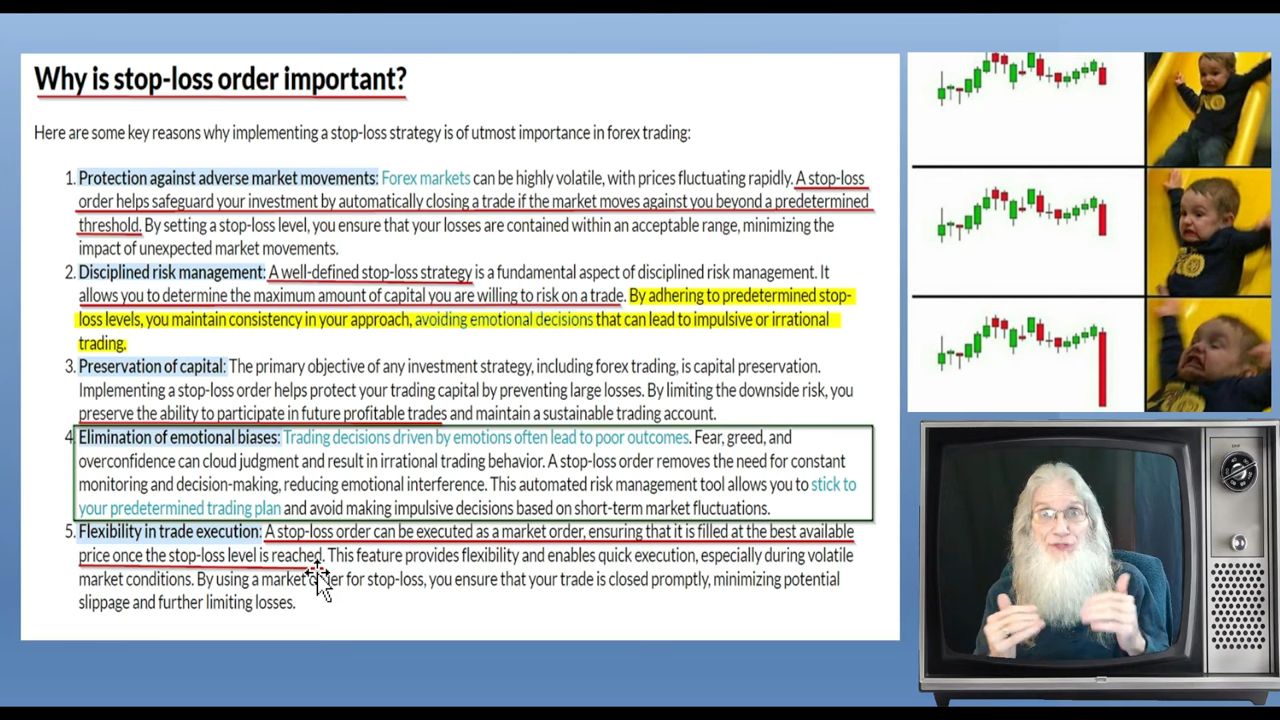 Why is stop-loss order important?
Here are some key reasons why implementing a stop-loss strategy is of utmost importance in forex trading:
1. Protection against adverse market movements: Forex markets can be highly volatile, with prices fluctuating rapidly. A stop-loss
order helps safeguard your investment by automatically closing a trade if the market moves against you beyond a predetermined
threshold. By setting a stop-loss level, you ensure that your losses are contained within an acceptable range, minimizing the
impact of unexpected market movements.
2. Disciplined risk management: A well-defined stop-loss strategy is a fundamental aspect of disciplined risk management. It
allows you to determine the maximum amount of capital you are willing to risk on a trade. By adhering to predetermined stop-
loss levels, you maintain consistency in your approach, avoiding emotional decisions that can lead to impulsive or irrational
trading.
3. Preservation of capital: The primary objective of any investment strategy, including forex trading, is capital preservation.
Implementing a stop-loss order helps protect your trading capital by preventing large losses. By limiting the downside risk, you
preserve the ability to participate in future profitable trades and maintain a sustainable trading account.
4 Elimination of emotional biases: Trading decisions driven by emotions often lead to poor outcomes. Fear, greed, and
overconfidence can cloud judgment and result in irrational trading behavior. A stop-loss order removes the need for constant
monitoring and decision-making, reducing emotional interference. This automated risk management tool allows you to stick to
your predetermined trading plan and avoid making impulsive decisions based on short-term market fluctuations.
5. Flexibility in trade execution: A stop-loss order can be executed as a market order, ensuring that it is filled at the best available
price once the stop-loss level is reached. This feature provides flexibility and enables quick execution, especially during volatile
market conditions. By using a market order for stop-loss, you ensure that your trade is closed promptly, minimizing potential
slippage and further limiting losses.